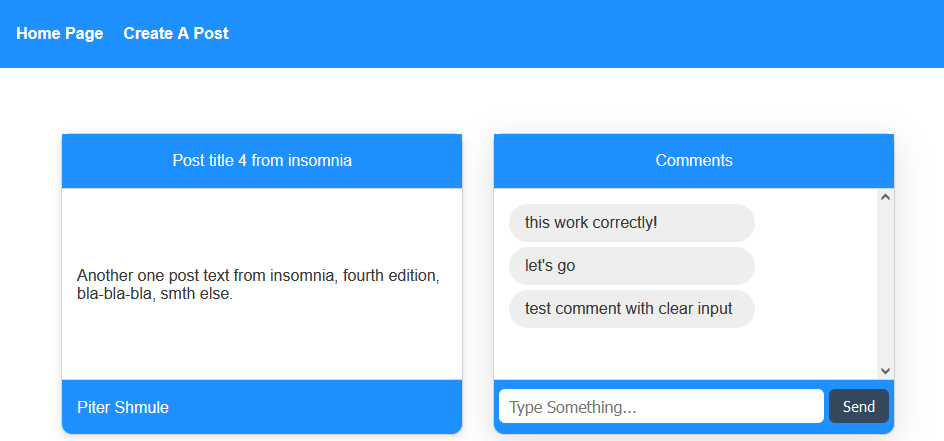 Home Page Create A Post
Post title 4 from insomnia
Another one post text from insomnia, fourth edition,
bla-bla-bla, smth else.
Piter Shmule
Comments
this work correctly!
let's go
test comment with clear input
Type Something...
Send